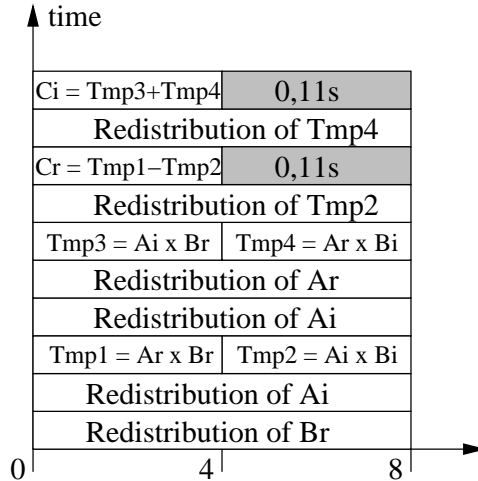 time
Ci = Tmp3+Tmp4 0,11s
Redistribution of Tmp4
Cr = Tmp1−Tmp2 0,11s
Redistribution of Tmp2
Tmp3 = Ai x Br Tmp4 = Ar x Bi
Redistribution of Ar
Redistribution of Ai
Tmp1 = Ar x Br Tmp2 = Ai x Bi
Redistribution of Ai
Redistribution of Br
0 4 8